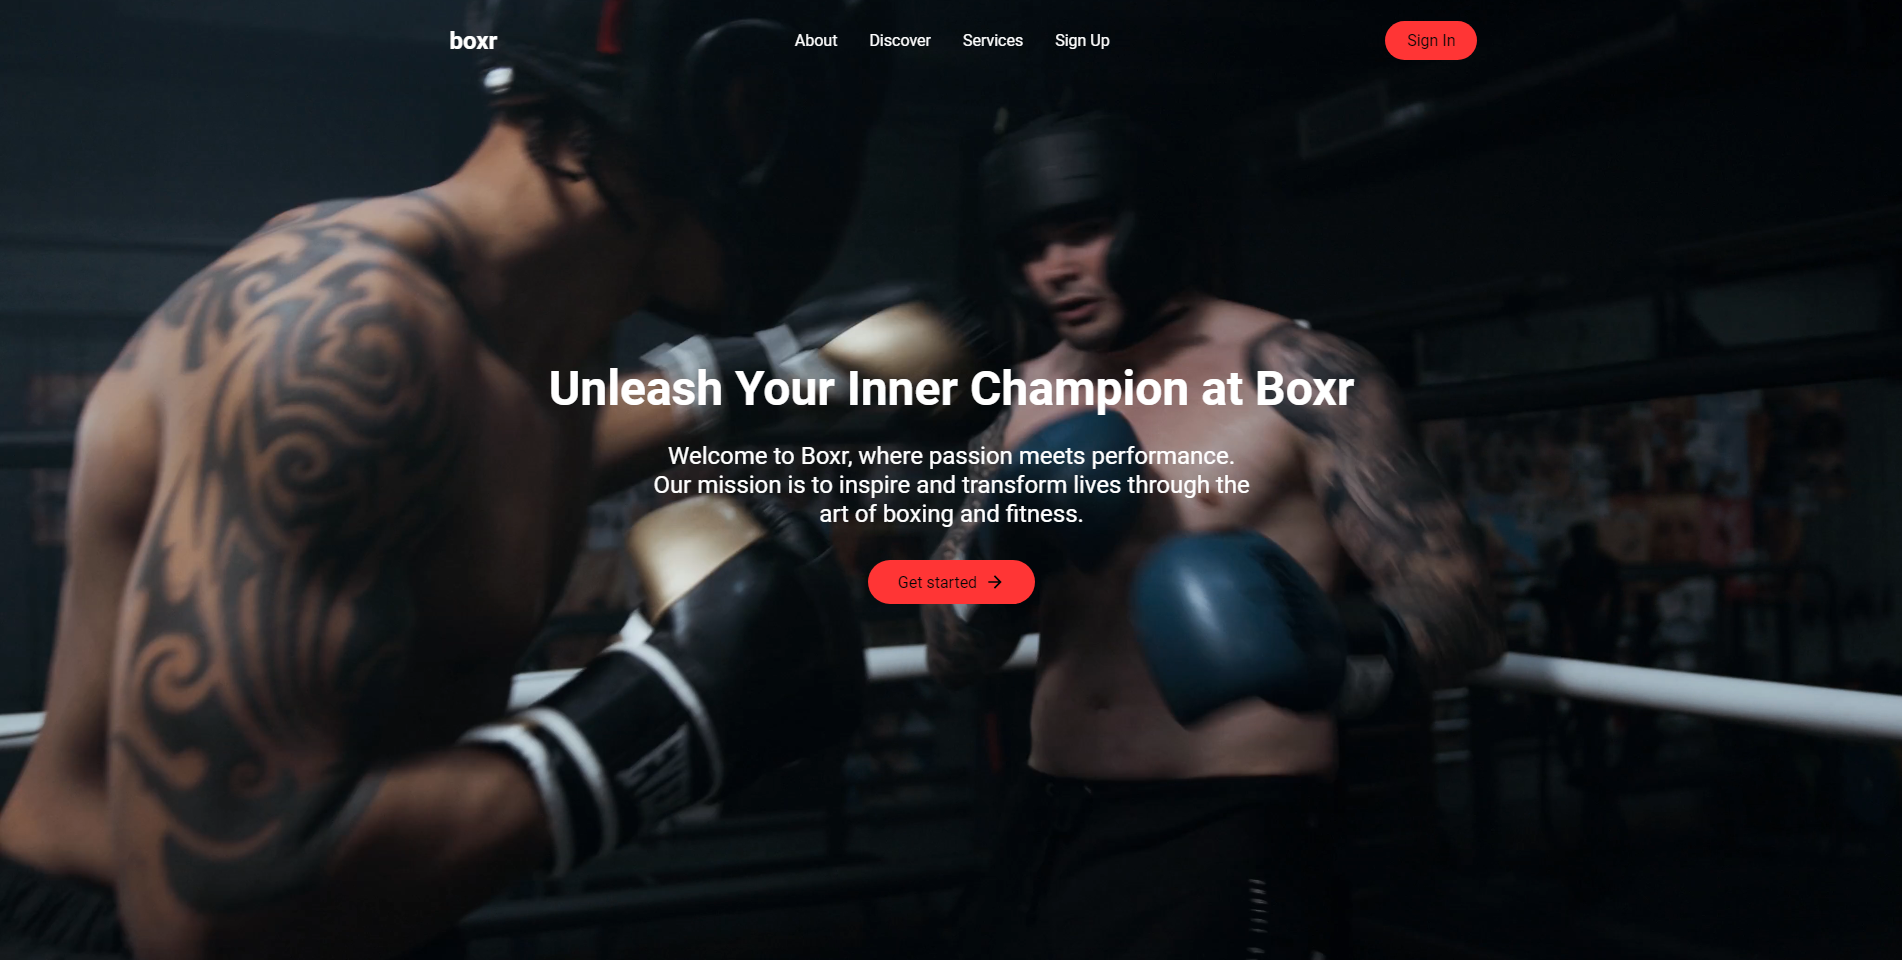 boxr
About
Discover
Services
Sign Up
Sign In
Unleash Your Inner Champion at Boxr
Welcome to Boxr, where passion meets performance.
Our mission is to inspire and transform lives through the
art of boxing and fitness.
Get started